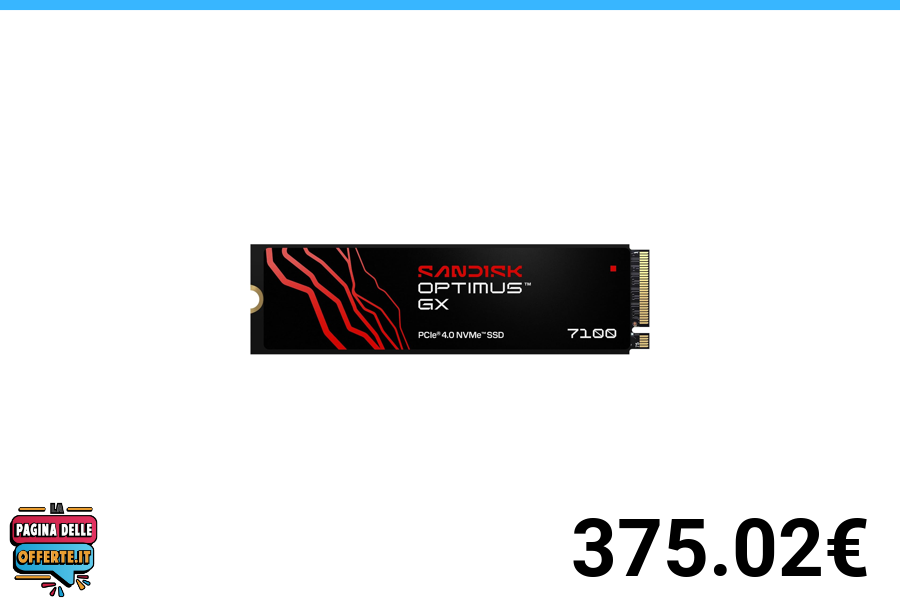 SANDISK
OPTIMUS™
GX
PCIe® 4.0 NVMe™ SSD
7100
LA
PAGINA DELLE
OFFERTE.IT
375.02€